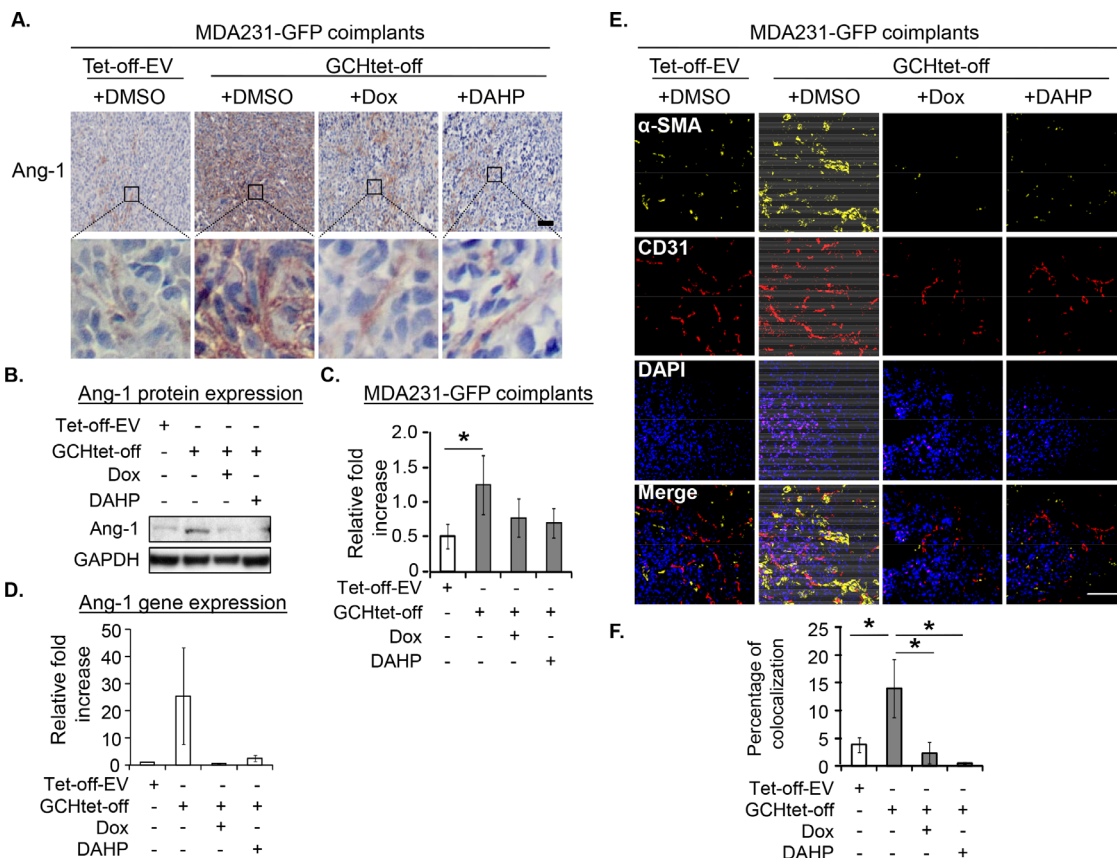 A.
MDA231-GFP coimplants
Tet-off-EV GCHtet-off
+DMSO +DMSO +Dox +DAHP
Ang-1
B.
Ang-1 protein expression
Tet-off-EV + - - -
GCHtet-off - + + +
Dox - - + -
DAHP - - - +
Ang-1
GAPDH
C.
MDA231-GFP coimplants
Relative fold
increase
2.0
1.5
1.0
0.5
0
*
Tet-off-EV + - - -
GCHtet-off - + + +
Dox - - + -
DAHP - - - +
D.
Ang-1 gene expression
Relative fold
increase
50
40
30
20
10
0
Tet-off-EV + - - -
GCHtet-off - + + +
Dox - - + -
DAHP - - - +
E.
MDA231-GFP coimplants
Tet-off-EV GCHtet-off
+DMSO +DMSO +Dox +DAHP
α-SMA
CD31
DAPI
Merge
F.
Percentage of
colocalization
25
20
15
10
5
0
* *
*
Tet-off-EV + - - -
GCHtet-off - + + +
Dox - - + -
DAHP - - - +